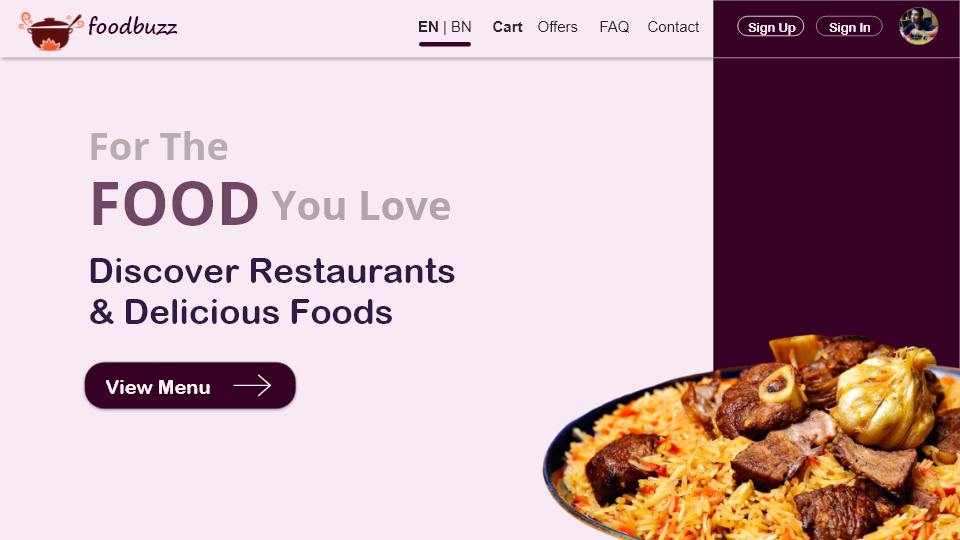 foodbuzz
EN | BN Cart Offers FAQ Contact Sign Up Sign In
For The
FOOD You Love
Discover Restaurants
& Delicious Foods
View Menu